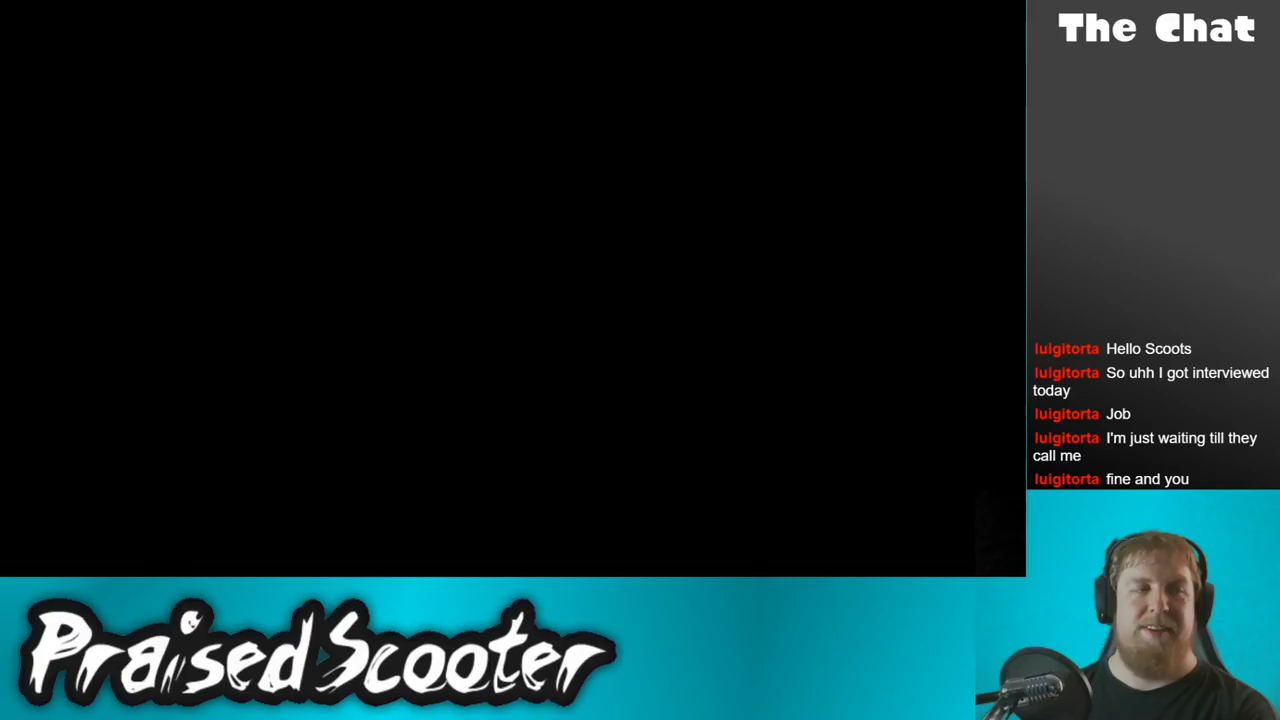 The Chat
luigitorta Hello Scoots
luigitorta So uhh I got interviewed
today
luigitorta Job
luigitorta I'm just waiting till they
call me
luigitorta fine and you
PraisedScooter